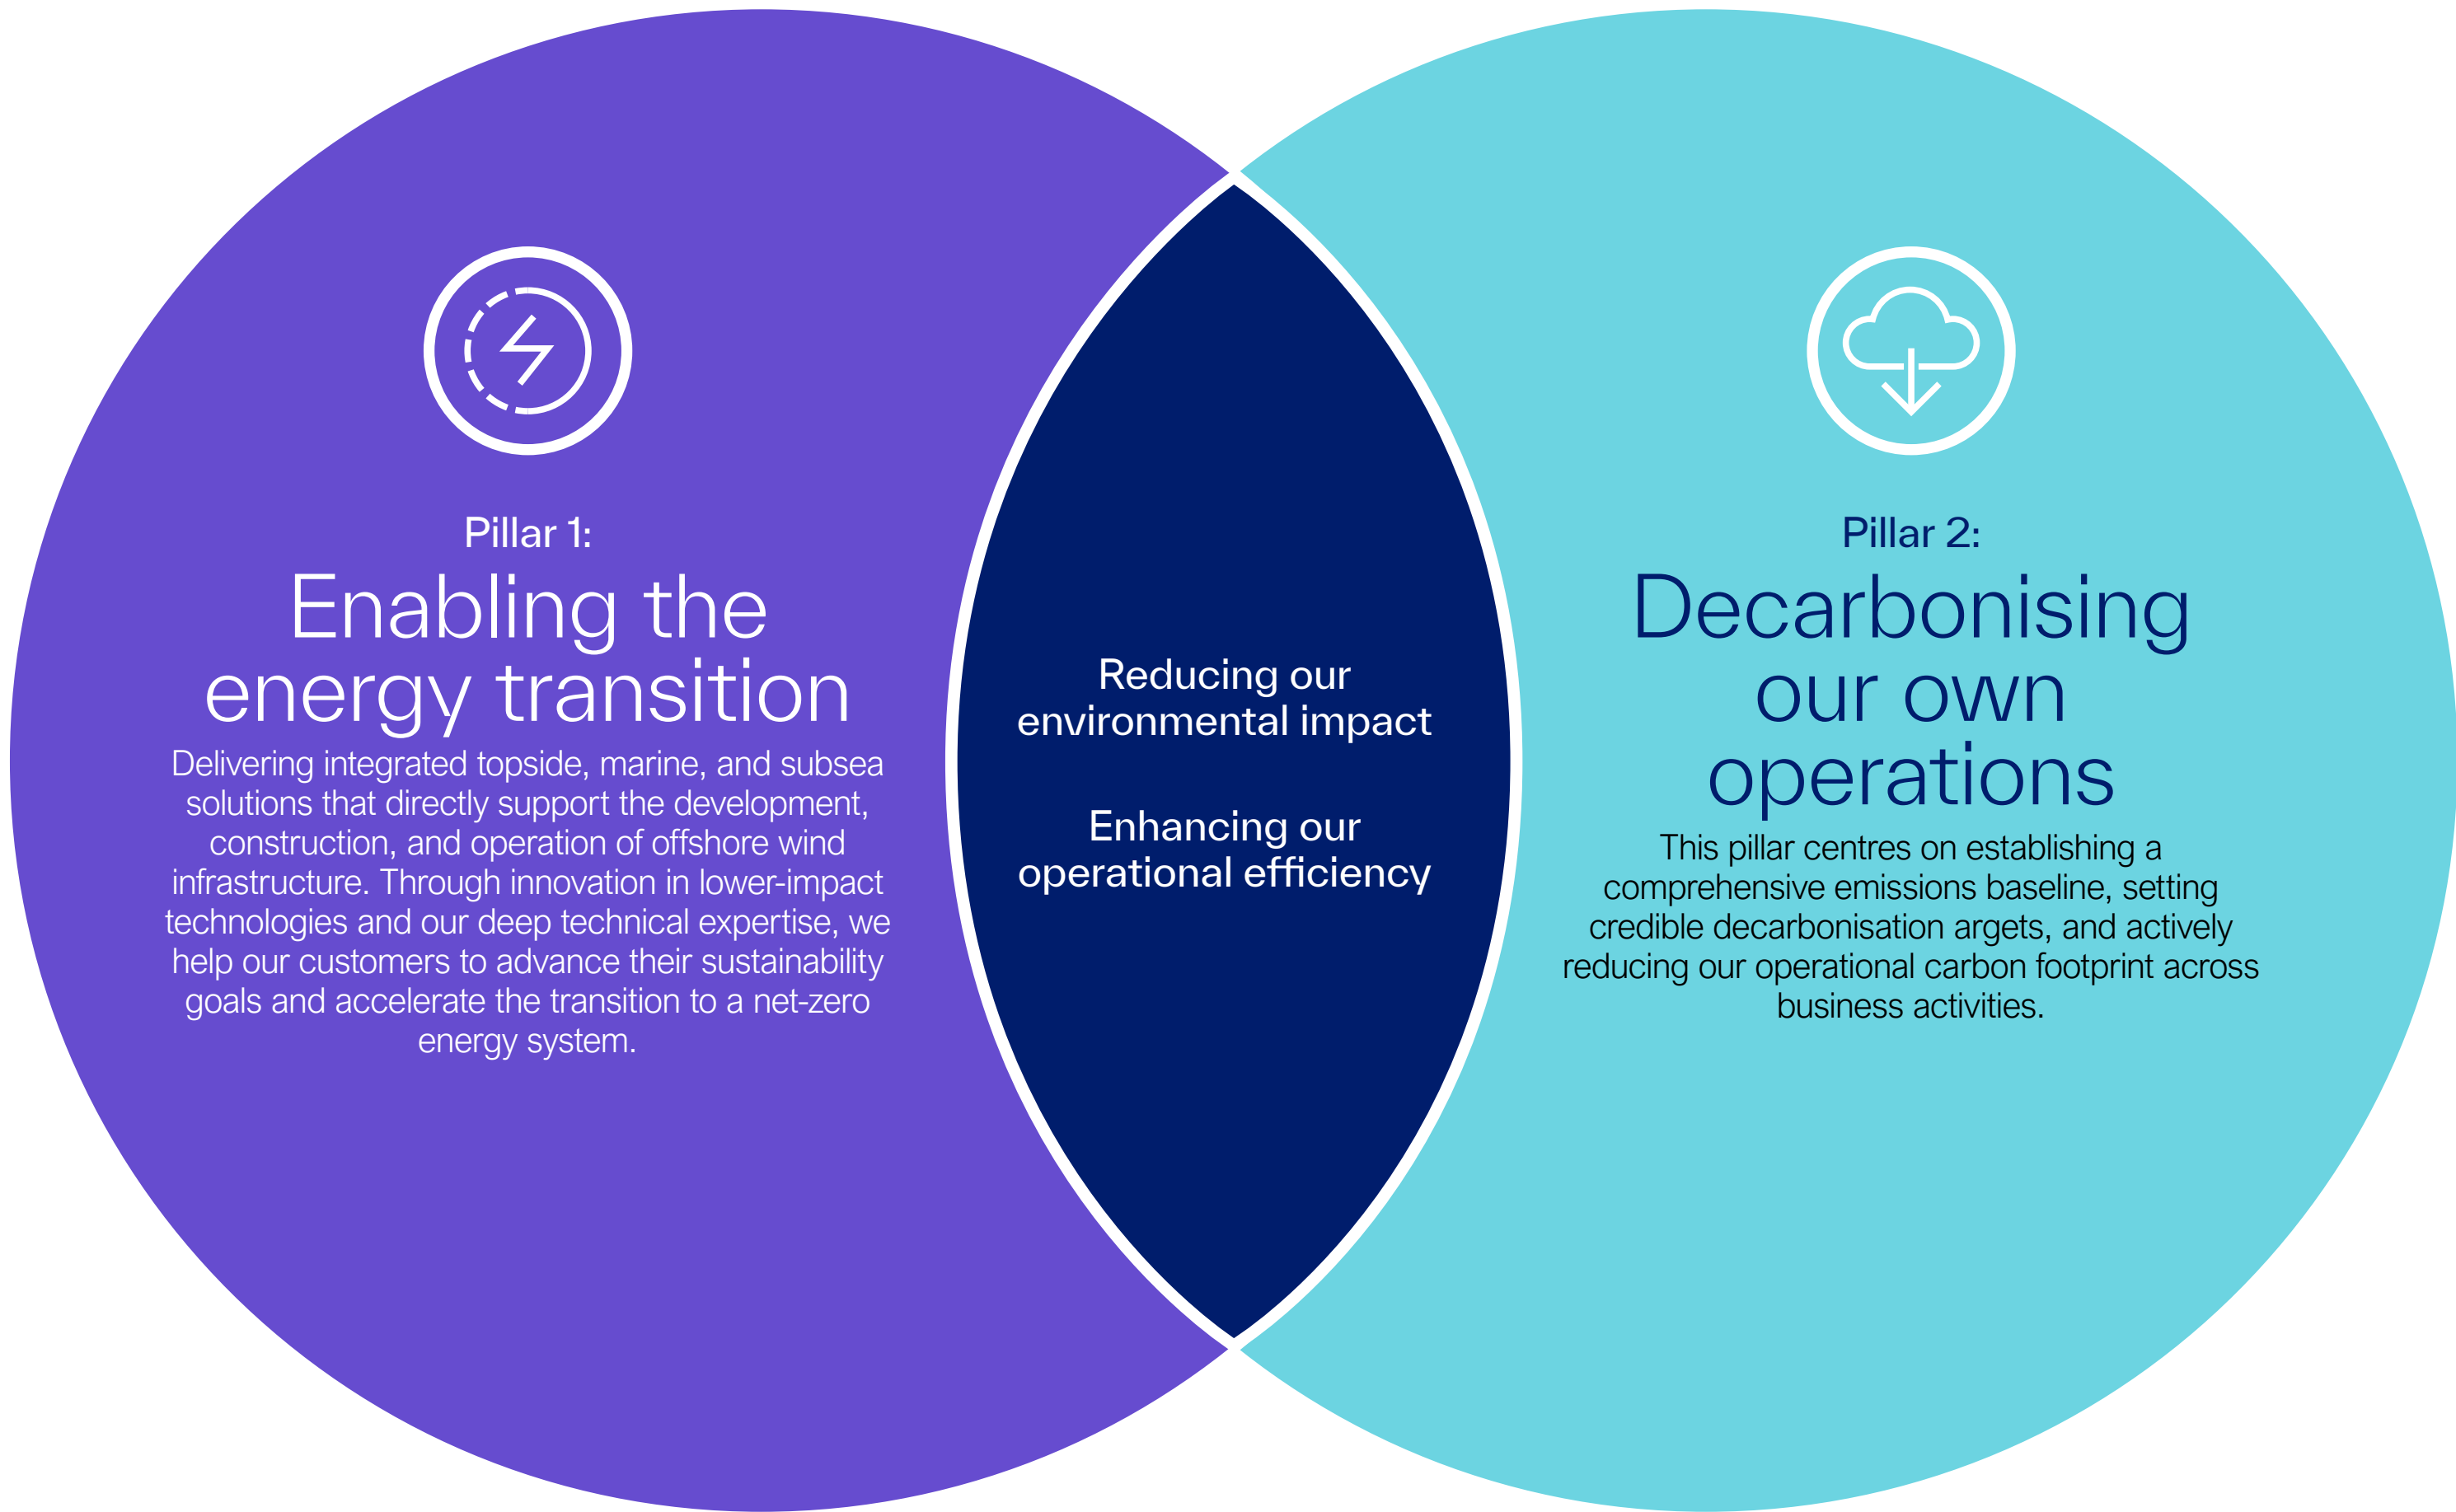 Pillar 1:
Enabling the
energy transition
Delivering integrated topside, marine, and subsea
solutions that directly support the development,
construction, and operation of offshore wind
infrastructure. Through innovation in lower-impact
technologies and our deep technical expertise, we
help our customers to advance their sustainability
goals and accelerate the transition to a net-zero
energy system.
Reducing our
environmental impact
Enhancing our
operational efficiency
Pillar 2:
Decarbonising
our own
operations
This pillar centres on establishing a
comprehensive emissions baseline, setting
credible decarbonisation argets, and actively
reducing our operational carbon footprint across
business activities.